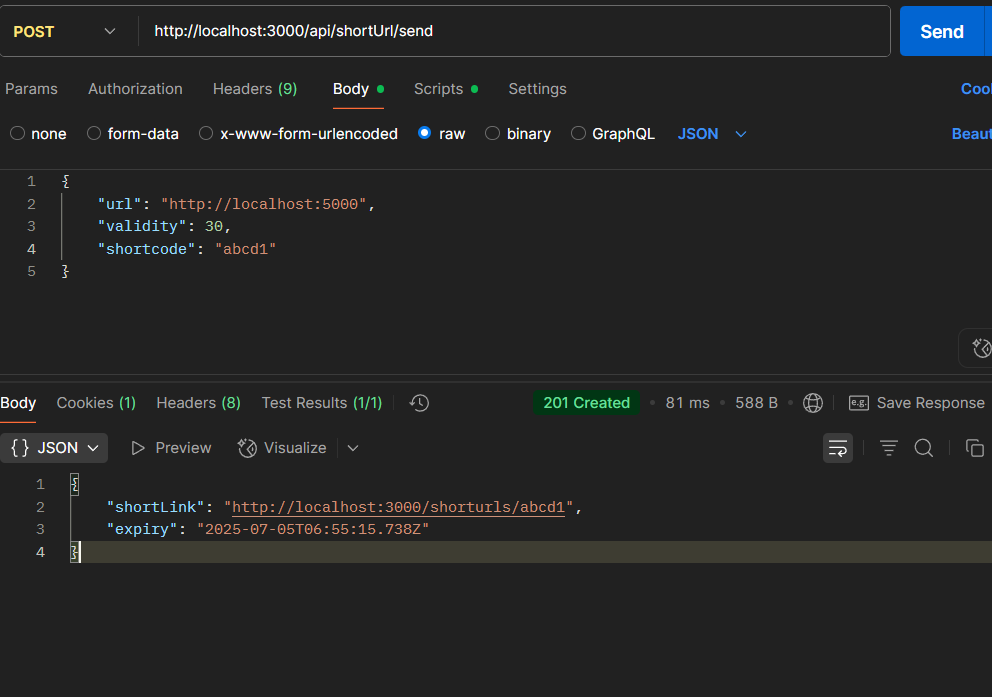 POST http://localhost:3000/api/shortUrl/send Send
Params Authorization Headers (9) Body Scripts Settings
none form-data x-www-form-urlencoded raw binary GraphQL JSON
1 {
2 "url": "http://localhost:5000",
3 "validity": 30,
4 "shortcode": "abcd1"
5 }
Body Cookies (1) Headers (8) Test Results (1/1) 201 Created • 81 ms • 588 B • e.g. Save Response
{} JSON Preview Visualize
1 {
2 "shortLink": "http://localhost:3000/shorturls/abcd1",
3 "expiry": "2025-07-05T06:55:15.738Z"
4 }